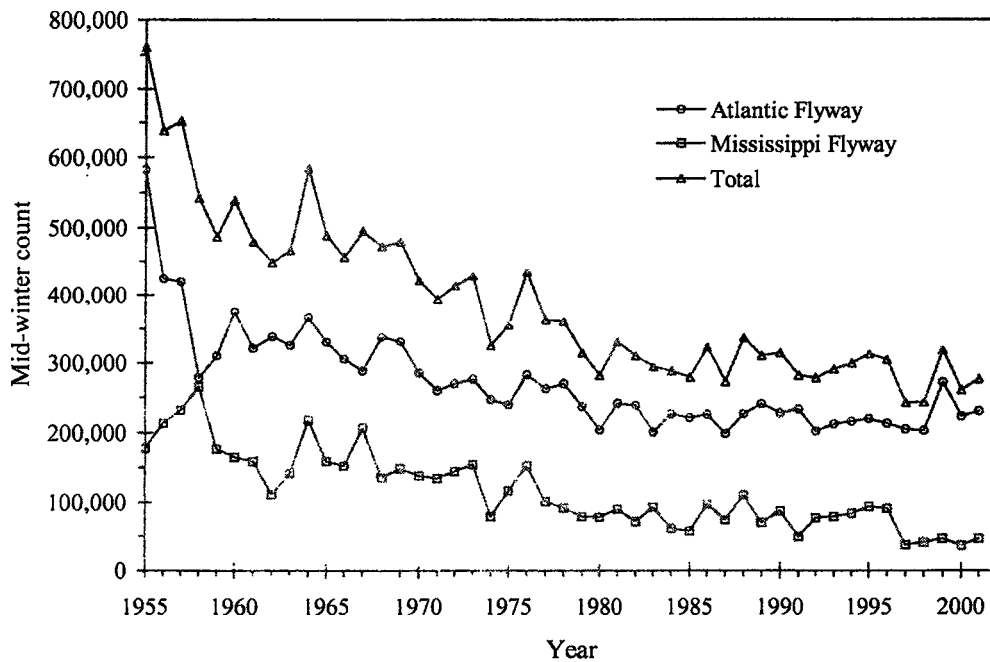 800,000
700,000
600,000
500,000
400,000
300,000
200,000
100,000
0
Mid-winter count
Atlantic Flyway
Mississippi Flyway
Total
1955 1960 1965 1970 1975 1980 1985 1990 1995 2000
Year